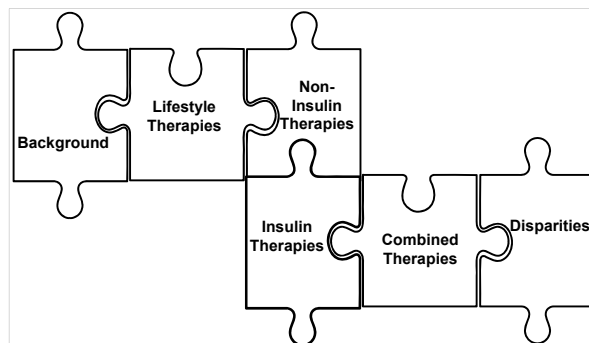 Background
Lifestyle
Therapies
Non-
Insulin
Therapies
Insulin
Therapies
Combined
Therapies
Disparities